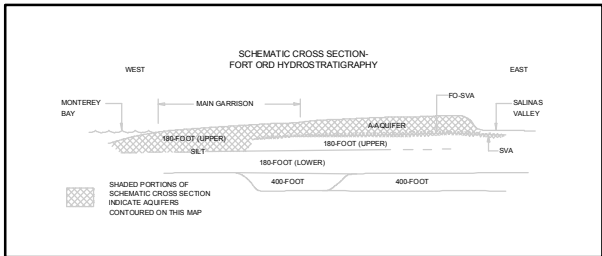 SCHEMATIC CROSS SECTION-
FORT ORD HYDROSTRATIGRAPHY
WEST
EAST
FO-SVA
MONTEREY
BAY
MAIN GARRISON
SALINAS
VALLEY
A-AQUIFER
180-FOOT (UPPER)
180-FOOT (UPPER)
SILT
SVA
180-FOOT (LOWER)
400-FOOT
400-FOOT
SHADED PORTIONS OF
SCHEMATIC CROSS SECTION
INDICATE AQUIFERS
CONTOURED ON THIS MAP